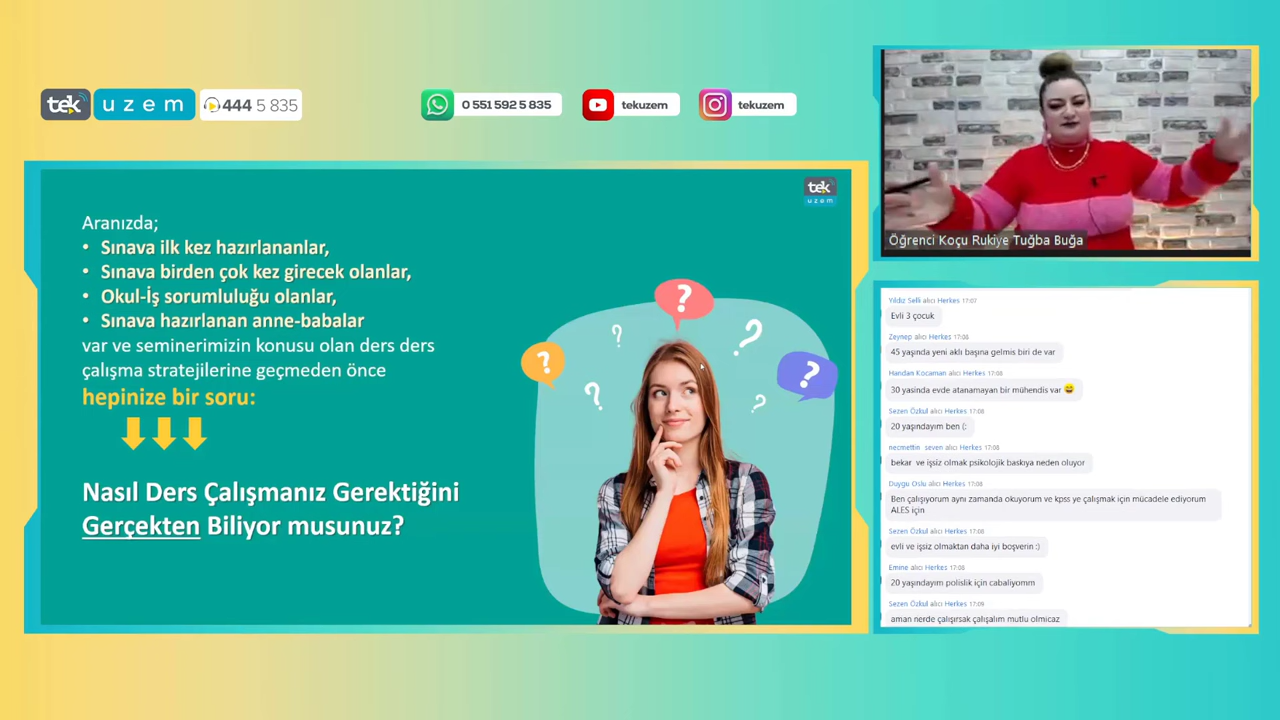 tek uzem 444 5 835
0 551 592 5 835
tekuzem
tekuzem
tek
uzem
Aranızda;
• Sınava ilk kez hazırlananlar,
• Sınava birden çok kez girecek olanlar,
• Okul-İş sorumluluğu olanlar,
• Sınava hazırlanan anne-babalar
var ve seminerimizin konusu olan ders ders
çalışma stratejilerine geçmeden önce
hepinize bir soru:
Nasıl Ders Çalışmanız Gerektiğini
Gerçekten Biliyor musunuz?
? ? ? ? ? ? ?
Öğrenci Koçu Rukiye Tuğba Buğa
Yıldız Selli alıcı Herkes 17:07
Evli 3 çocuk
Zeynep alıcı Herkes 17:08
45 yaşında yeni aklı başına gelmis biri de var
Handan Kocaman alıcı Herkes 17:08
30 yasinda evde atanamayan bir mühendis var 😄
Sezen Özkul alıcı Herkes 17:08
20 yaşındayım ben (:
necmettin seven alıcı Herkes 17:08
bekar ve işsiz olmak psikolojik baskıya neden oluyor
Duygu Oslu alıcı Herkes 17:08
Ben çalışıyorum aynı zamanda okuyorum ve kpss ye çalışmak için mücadele ediyorum
ALES için
Sezen Özkul alıcı Herkes 17:08
evli ve işsiz olmaktan daha iyi boşverin :)
Emine alıcı Herkes 17:08
20 yaşındayım polislik için cabaliyomm
Sezen Özkul alıcı Herkes 17:09
aman nerde çalışırsak çalışalım mutlu olmicaz